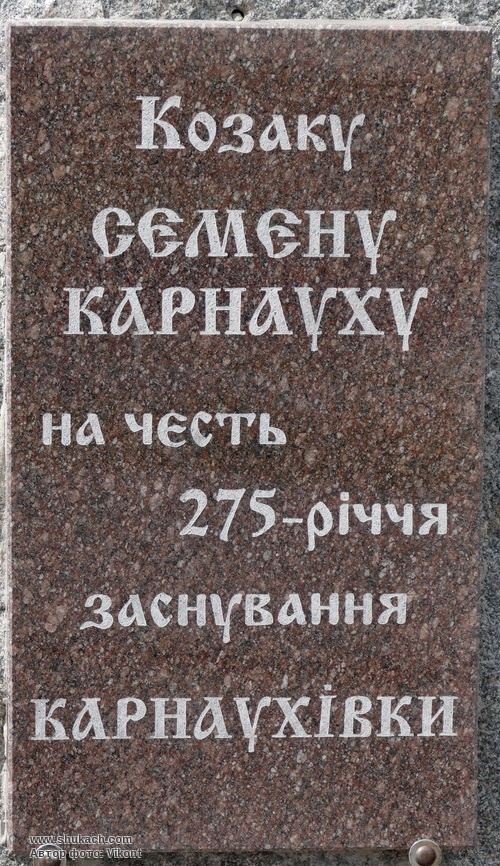 Козаку
СЕМЕНУ
КАРНАУХУ
на честь
275-річчя
заснування
КАРНАУХІВКИ
www.shukach.com
Автор фото: Vikont